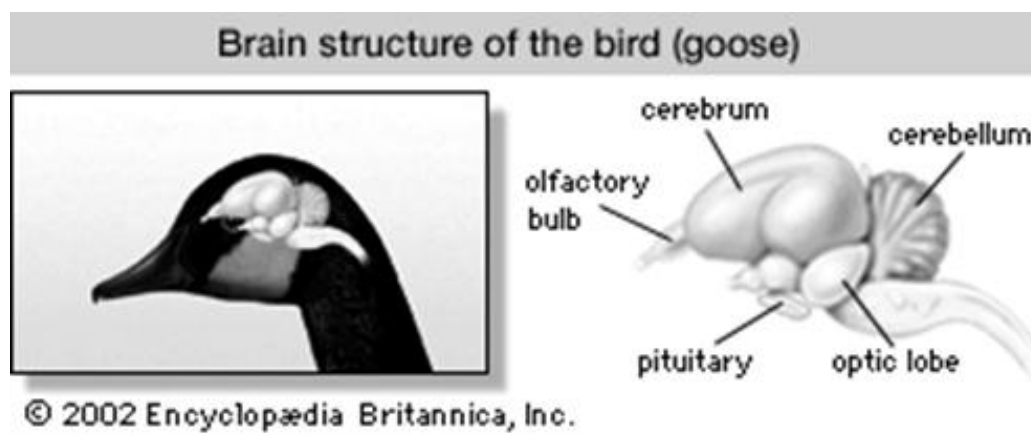 Brain structure of the bird (goose)
cerebrum
cerebellum
olfactory
bulb
pituitary
optic lobe
© 2002 Encyclopædia Britannica, Inc.